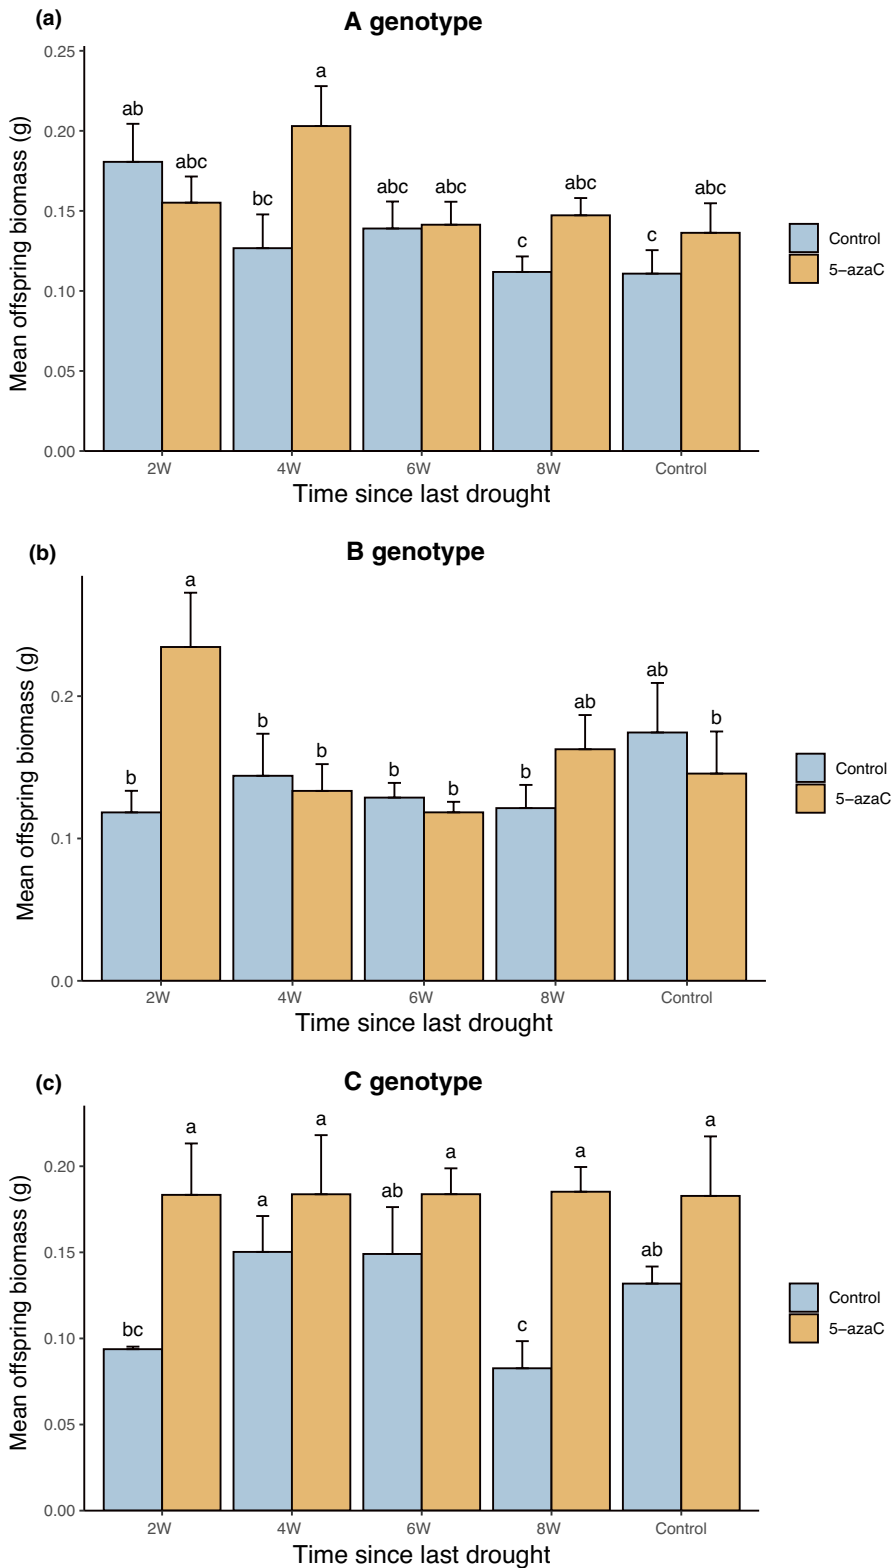 (a)
A genotype
Mean offspring biomass (g)
0.25
0.20
0.15
0.10
0.05
0.00
ab
abc
bc
a
abc
abc
c
abc
c
abc
2W
4W
6W
8W
Control
Time since last drought
Control
5−azaC
(b)
B genotype
Mean offspring biomass (g)
0.2
0.1
0.0
b
a
b
b
b
b
b
ab
ab
b
2W
4W
6W
8W
Control
Time since last drought
Control
5−azaC
(c)
C genotype
Mean offspring biomass (g)
0.20
0.15
0.10
0.05
0.00
bc
a
a
a
ab
a
c
a
ab
a
2W
4W
6W
8W
Control
Time since last drought
Control
5−azaC